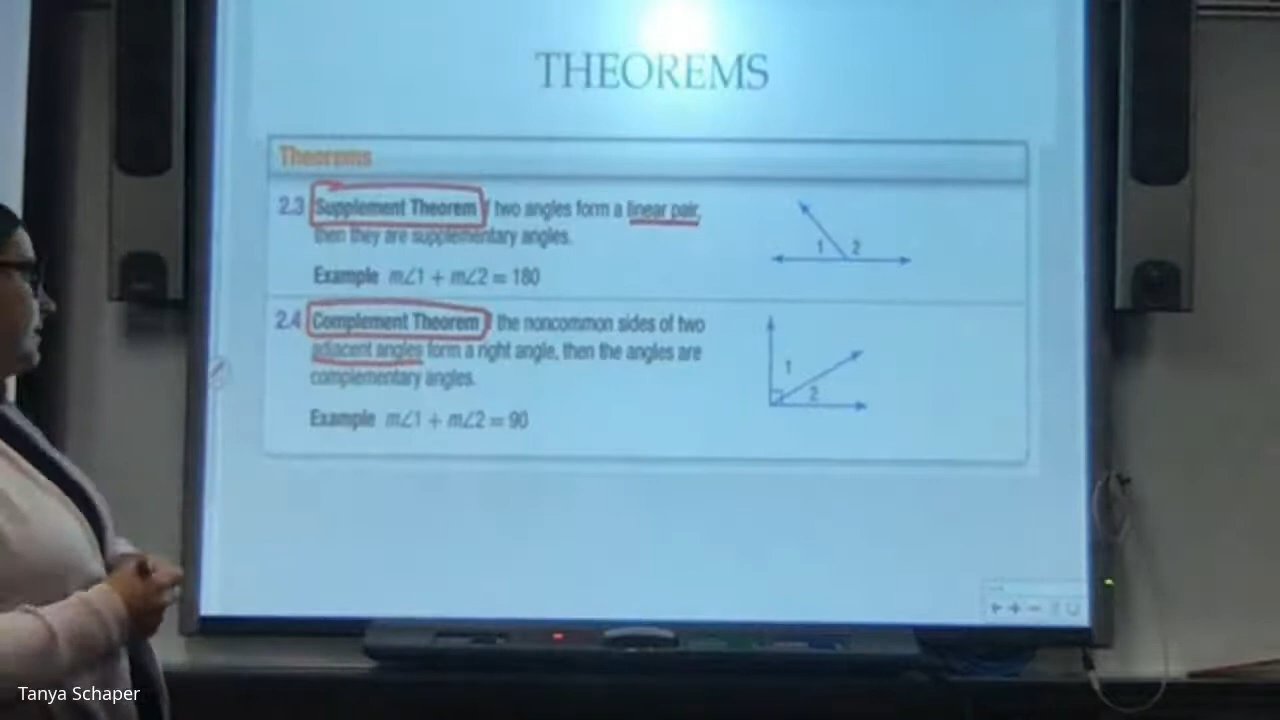 THEOREMS
Theorems
2.3 Supplement Theorem If two angles form a linear pair,
then they are supplementary angles.
Example m∠1 + m∠2 = 180
1 2
2.4 Complement Theorem If the noncommon sides of two
adjacent angles form a right angle, then the angles are
complementary angles.
Example m∠1 + m∠2 = 90
1
2
Tanya Schaper